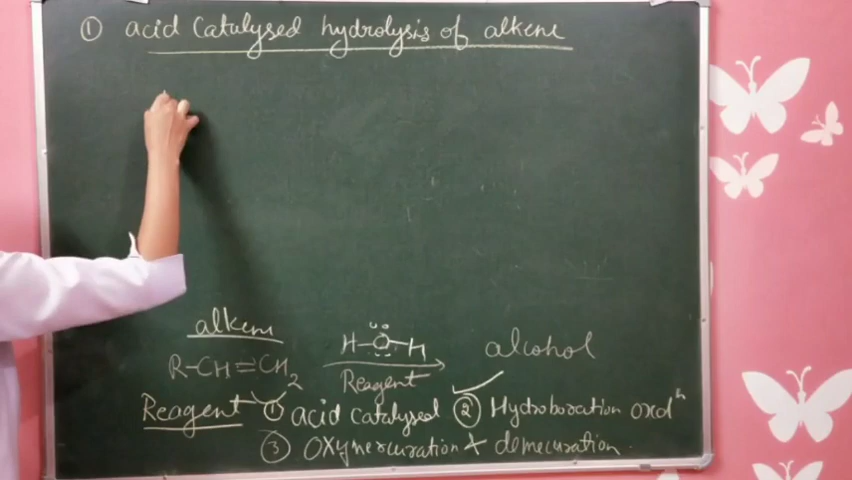 ① acid Catalysed hydrolysis of alkene
alkene
R-CH=CH2
H-O-H
Reagent
alcohol
Reagent ① acid catalysed ② Hydroboration oxdn
③ Oxymercuration & demecuration.